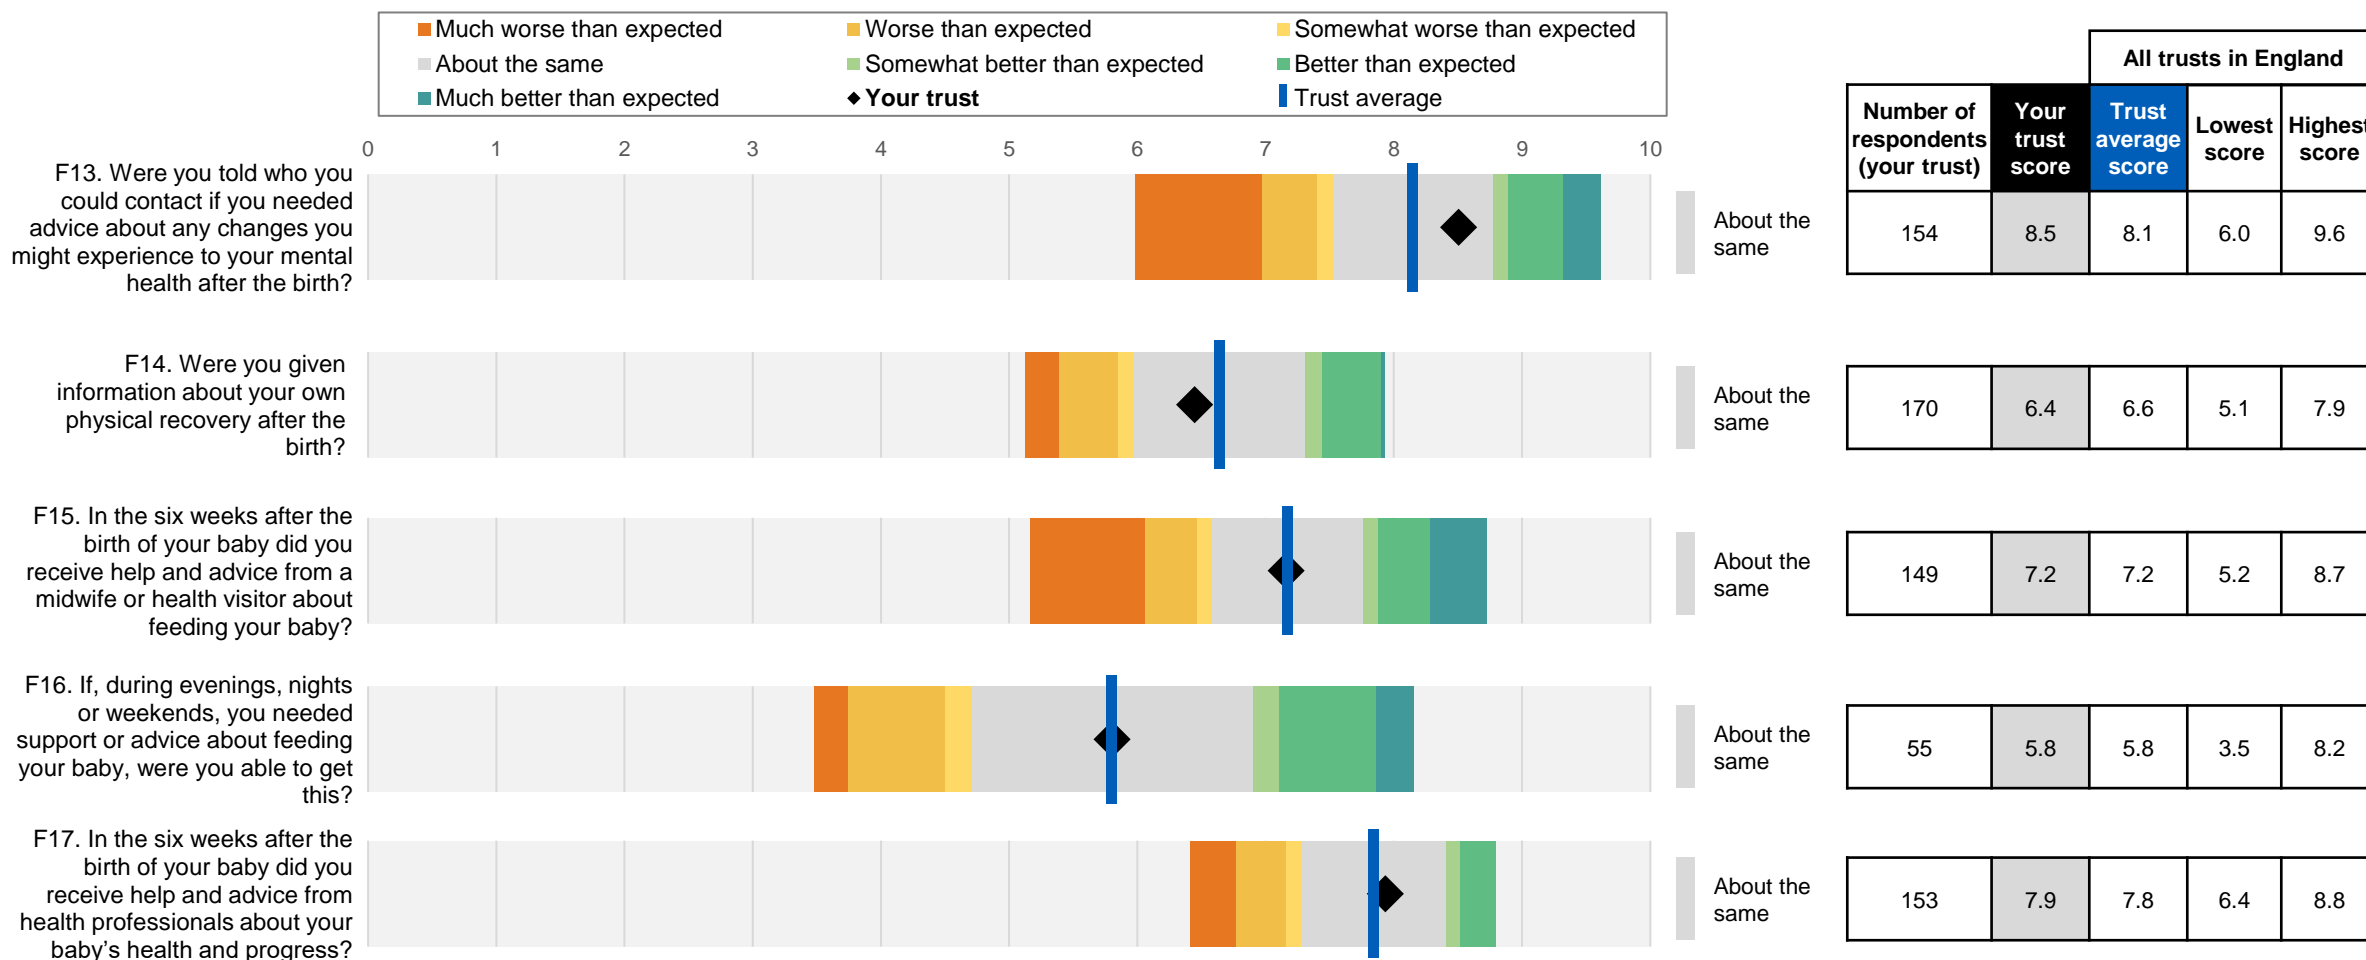 Much worse than expected
Worse than expected
Somewhat worse than expected
About the same
Somewhat better than expected
Better than expected
Much better than expected
Your trust
Trust average
All trusts in England
Number of respondents (your trust)
Your trust score
Trust average score
Lowest score
Highest score
0 1 2 3 4 5 6 7 8 9 10
F13. Were you told who you
could contact if you needed
advice about any changes you
might experience to your mental
health after the birth?
About the
same
154 8.5 8.1 6.0 9.6
F14. Were you given
information about your own
physical recovery after the
birth?
About the
same
170 6.4 6.6 5.1 7.9
F15. In the six weeks after the
birth of your baby did you
receive help and advice from a
midwife or health visitor about
feeding your baby?
About the
same
149 7.2 7.2 5.2 8.7
F16. If, during evenings, nights
or weekends, you needed
support or advice about feeding
your baby, were you able to get
this?
About the
same
55 5.8 5.8 3.5 8.2
F17. In the six weeks after the
birth of your baby did you
receive help and advice from
health professionals about your
baby’s health and progress?
About the
same
153 7.9 7.8 6.4 8.8